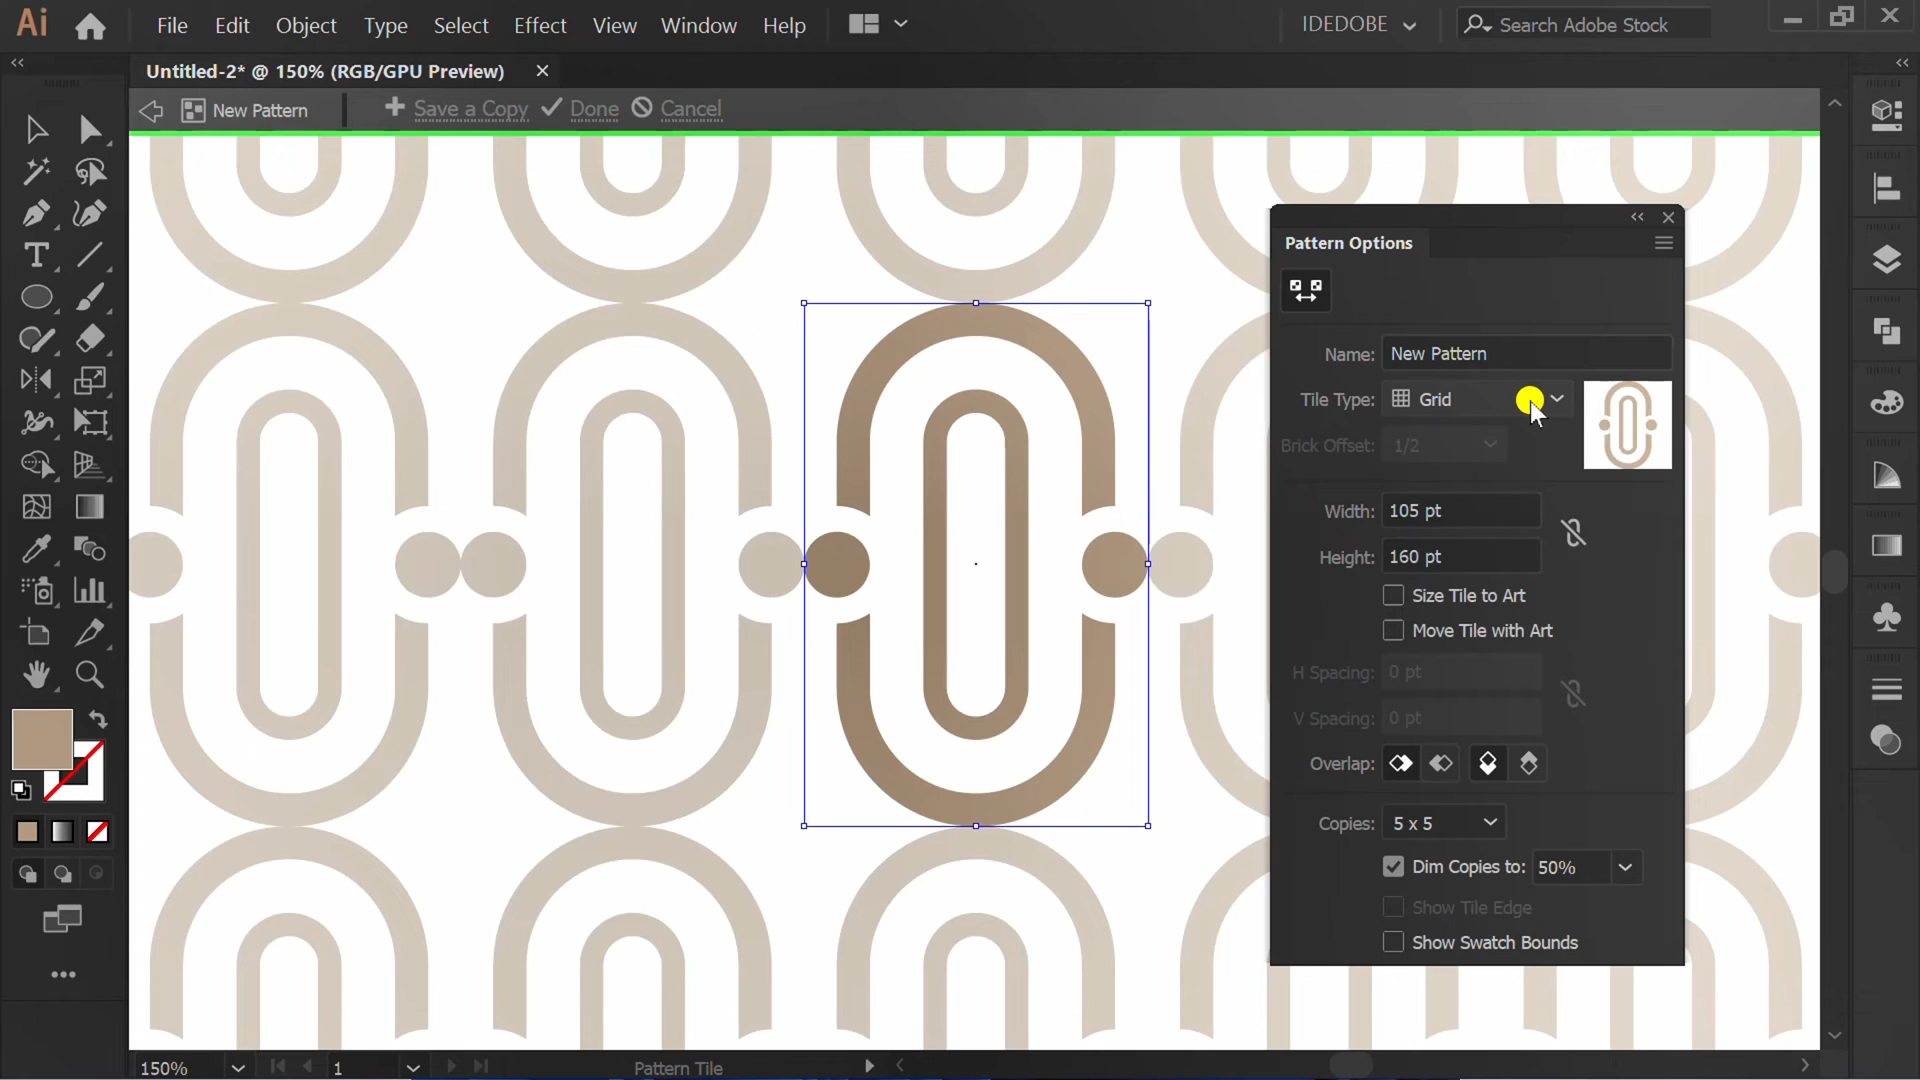 Ai File Edit Object Type Select Effect View Window Help IDEDOBE Search Adobe Stock
Untitled-2* @ 150% (RGB/GPU Preview)
New Pattern Save a Copy Done Cancel
Pattern Options
Name: New Pattern
Tile Type: Grid
Brick Offset: 1/2
Width: 105 pt
Height: 160 pt
Size Tile to Art
Move Tile with Art
H Spacing: 0 pt
V Spacing: 0 pt
Overlap:
Copies: 5 x 5
Dim Copies to: 50%
Show Tile Edge
Show Swatch Bounds
150% 1 Pattern Tile